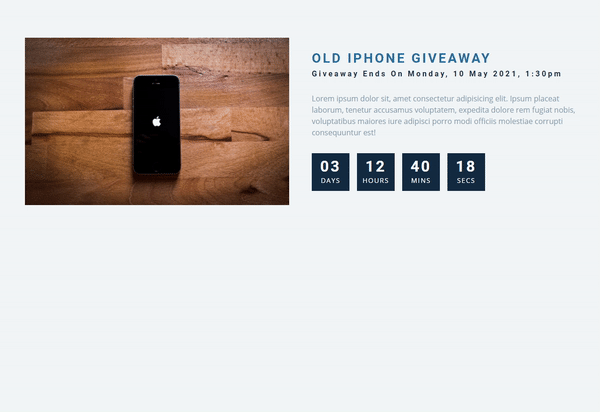 OLD IPHONE GIVEAWAY
Giveaway Ends On Monday, 10 May 2021, 1:30pm
Lorem ipsum dolor sit, amet consectetur adipisicing elit. Ipsum placeat
laborum, tenetur accusamus voluptatem, expedita dolore rem fugiat nobis,
voluptatibus maiores iure adipisci porro modi officiis molestiae corrupti
consequuntur est!
03 12 40 18
DAYS HOURS MINS SECS